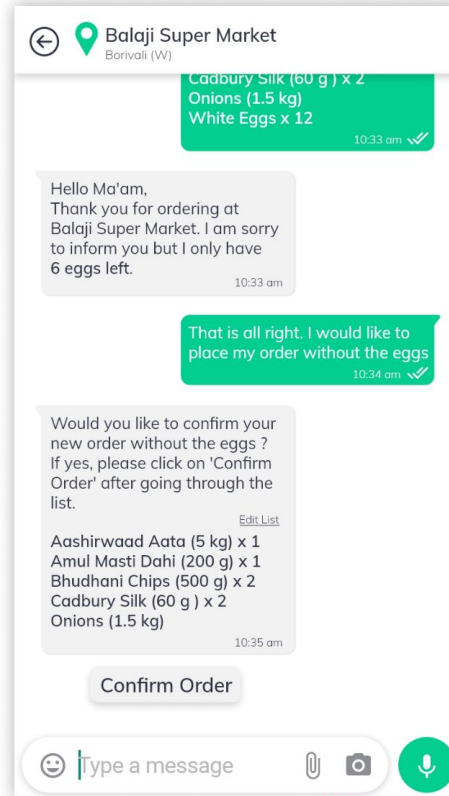 Balaji Super Market
Borivali (W)
Cadbury Silk (60 g ) x 2
Onions (1.5 kg)
White Eggs x 12
10:33 am
Hello Ma'am,
Thank you for ordering at
Balaji Super Market. I am sorry
to inform you but I only have
6 eggs left.
10:33 am
That is all right. I would like to
place my order without the eggs
10:34 am
Would you like to confirm your
new order without the eggs ?
If yes, please click on 'Confirm
Order' after going through the
list.
Edit List
Aashirwaad Aata (5 kg) x 1
Amul Masti Dahi (200 g) x 1
Bhudhani Chips (500 g) x 2
Cadbury Silk (60 g ) x 2
Onions (1.5 kg)
10:35 am
Confirm Order
Type a message